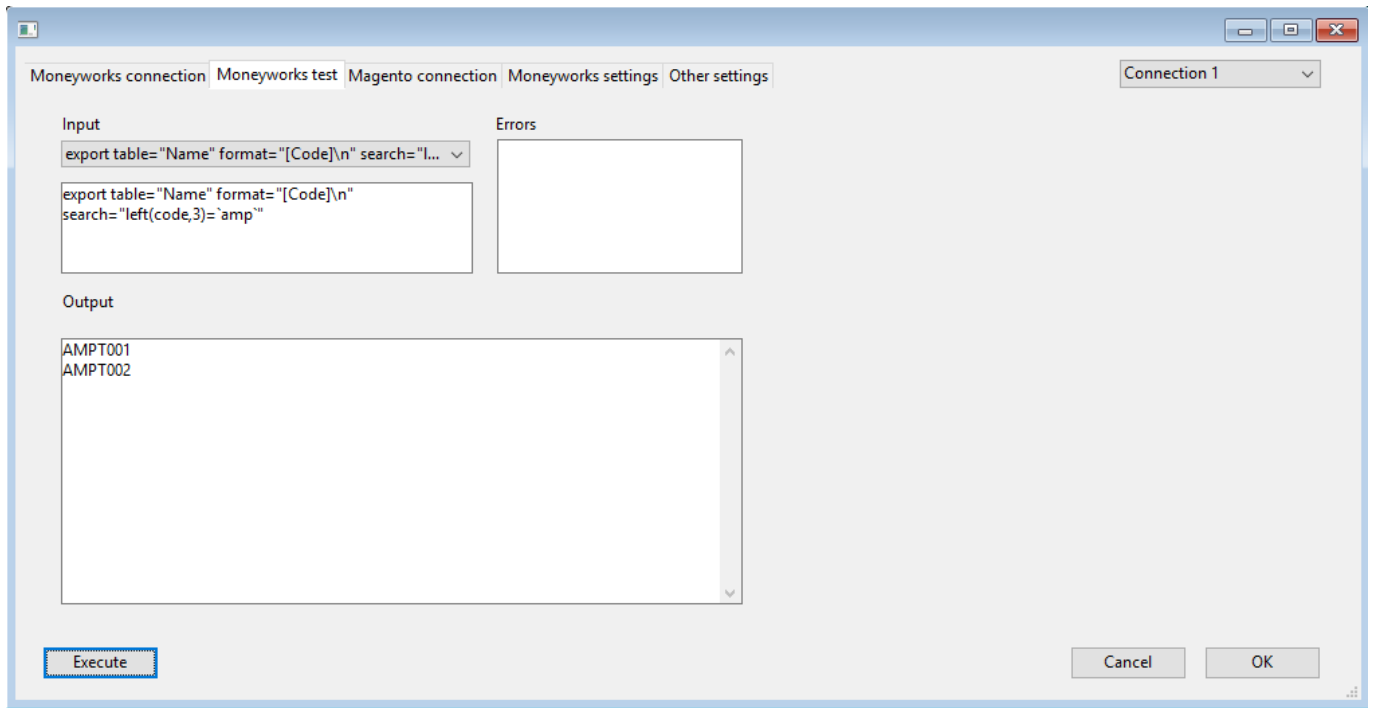 Moneyworks connection Moneyworks test Magento connection Moneyworks settings Other settings Connection 1
Input Errors
export table="Name" format="[Code]\n" search="l...
export table="Name" format="[Code]\n"
search="left(code,3)=`amp`"
Output
AMPT001
AMPT002
Execute Cancel OK